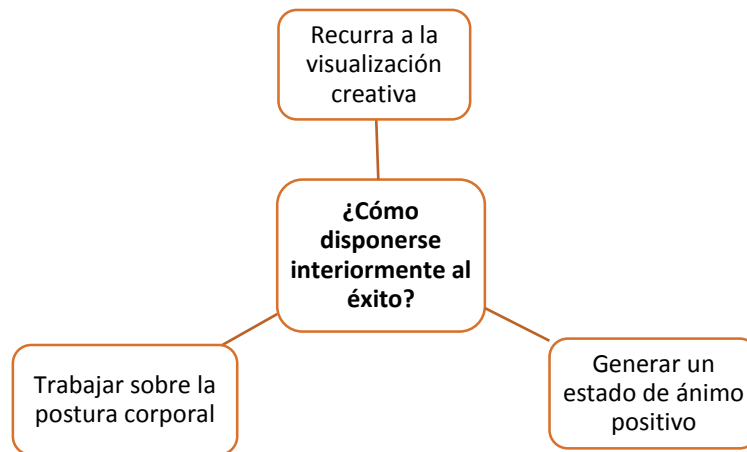 Recurra a la
visualización
creativa
¿Cómo
disponerse
interiormente al
éxito?
Trabajar sobre la
postura corporal
Generar un
estado de ánimo
positivo